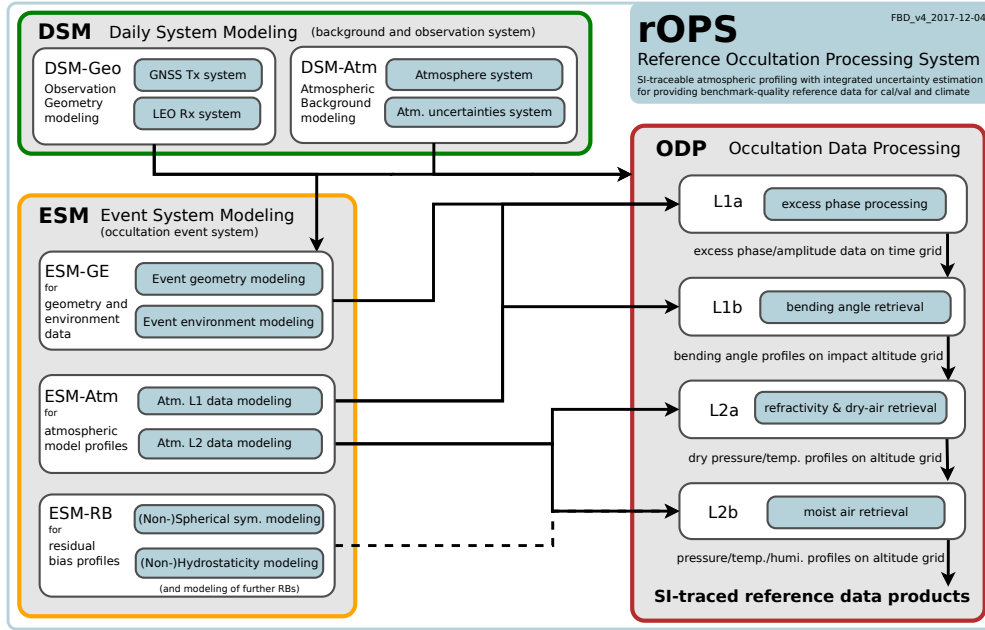 DSM Daily System Modeling (background and observation system)
DSM-Geo
Observation
Geometry
modeling
GNSS Tx system
LEO Rx system
DSM-Atm
Atmospheric
Background
modeling
Atmosphere system
Atm. uncertainties system
FBD_v4_2017-12-04
rOPS
Reference Occultation Processing System
SI-traceable atmospheric profiling with integrated uncertainty estimation
for providing benchmark-quality reference data for cal/val and climate
ESM Event System Modeling
(occultation event system)
ESM-GE
for
geometry and
environment
data
Event geometry modeling
Event environment modeling
ESM-Atm
for
atmospheric
model profiles
Atm. L1 data modeling
Atm. L2 data modeling
ESM-RB
for
residual
bias profiles
(Non-)Spherical sym. modeling
(Non-)Hydrostaticity modeling
(and modeling of further RBs)
ODP Occultation Data Processing
L1a excess phase processing
excess phase/amplitude data on time grid
L1b bending angle retrieval
bending angle profiles on impact altitude grid
L2a refractivity & dry-air retrieval
dry pressure/temp. profiles on altitude grid
L2b moist air retrieval
pressure/temp./humi. profiles on altitude grid
SI-traced reference data products